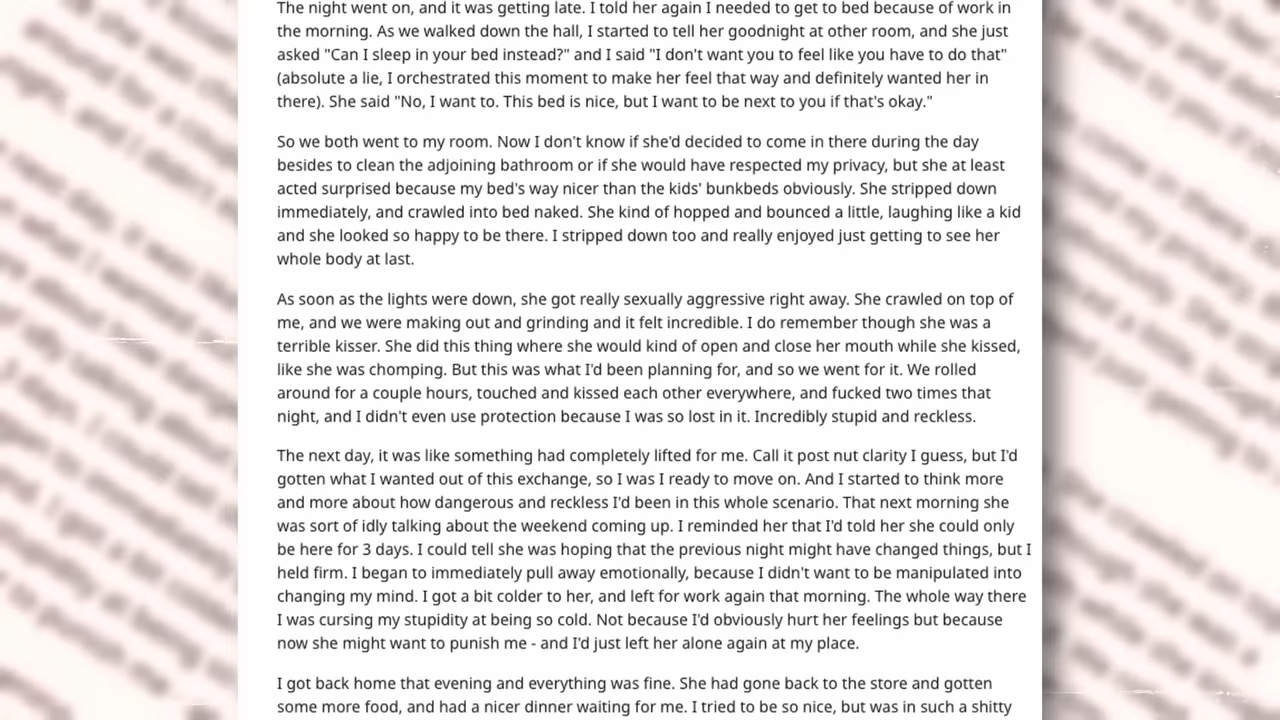 The night went on, and it was getting late. I told her again I needed to get to bed because of work in
the morning. As we walked down the hall, I started to tell her goodnight at other room, and she just
asked "Can I sleep in your bed instead?" and I said "I don't want you to feel like you have to do that"
(absolute a lie, I orchestrated this moment to make her feel that way and definitely wanted her in
there). She said "No, I want to. This bed is nice, but I want to be next to you if that's okay."
So we both went to my room. Now I don't know if she'd decided to come in there during the day
besides to clean the adjoining bathroom or if she would have respected my privacy, but she at least
acted surprised because my bed's way nicer than the kids' bunkbeds obviously. She stripped down
immediately, and crawled into bed naked. She kind of hopped and bounced a little, laughing like a kid
and she looked so happy to be there. I stripped down too and really enjoyed just getting to see her
whole body at last.
As soon as the lights were down, she got really sexually aggressive right away. She crawled on top of
me, and we were making out and grinding and it felt incredible. I do remember though she was a
terrible kisser. She did this thing where she would kind of open and close her mouth while she kissed,
like she was chomping. But this was what I'd been planning for, and so we went for it. We rolled
around for a couple hours, touched and kissed each other everywhere, and fucked two times that
night, and I didn't even use protection because I was so lost in it. Incredibly stupid and reckless.
The next day, it was like something had completely lifted for me. Call it post nut clarity I guess, but I'd
gotten what I wanted out of this exchange, so I was I ready to move on. And I started to think more
and more about how dangerous and reckless I'd been in this whole scenario. That next morning she
was sort of idly talking about the weekend coming up. I reminded her that I'd told her she could only
be here for 3 days. I could tell she was hoping that the previous night might have changed things, but I
held firm. I began to immediately pull away emotionally, because I didn't want to be manipulated into
changing my mind. I got a bit colder to her, and left for work again that morning. The whole way there
I was cursing my stupidity at being so cold. Not because I'd obviously hurt her feelings but because
now she might want to punish me - and I'd just left her alone again at my place.
I got back home that evening and everything was fine. She had gone back to the store and gotten
some more food, and had a nicer dinner waiting for me. I tried to be so nice, but was in such a shitty